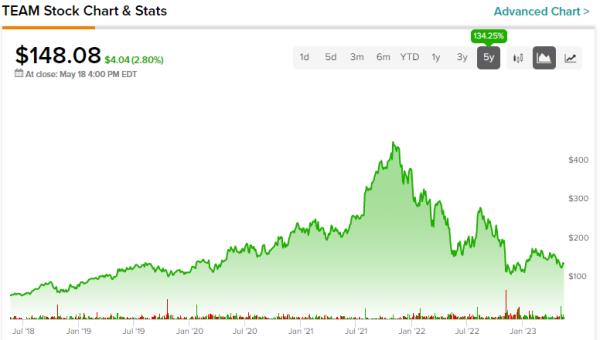 TEAM Stock Chart & Stats
Advanced Chart >
134.25%
$148.08 $4.04 (2.80%)
1d 5d 3m 6m YTD 1y 3y 5y
At close: May 18 4:00 PM EDT
$400
$300
$200
$100
Jul '18 Jan '19 Jul '19 Jan '20 Jul '20 Jan '21 Jul '21 Jan '22 Jul '22 Jan '23